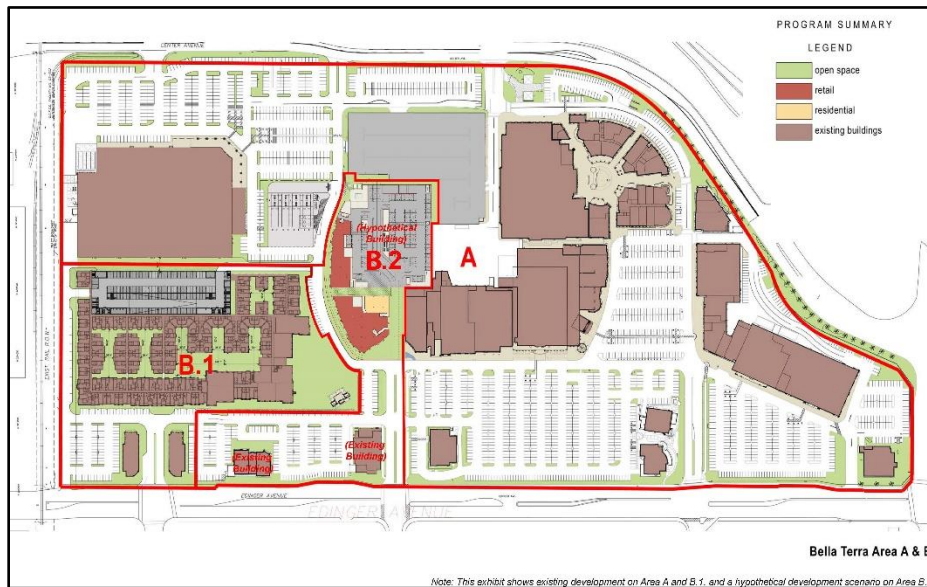 PROGRAM SUMMARY
LEGEND
open space
retail
residential
existing buildings
CENTER AVENUE
(Hypothetical
Building)
B.2
A
B.1
(Existing
Building)
(Existing
Building)
EDINGER AVENUE
EDINGER AVENUE
Bella Terra Area A & B
Note: This exhibit shows existing development on Area A and B.1, and a hypothetical development scenario on Area B.